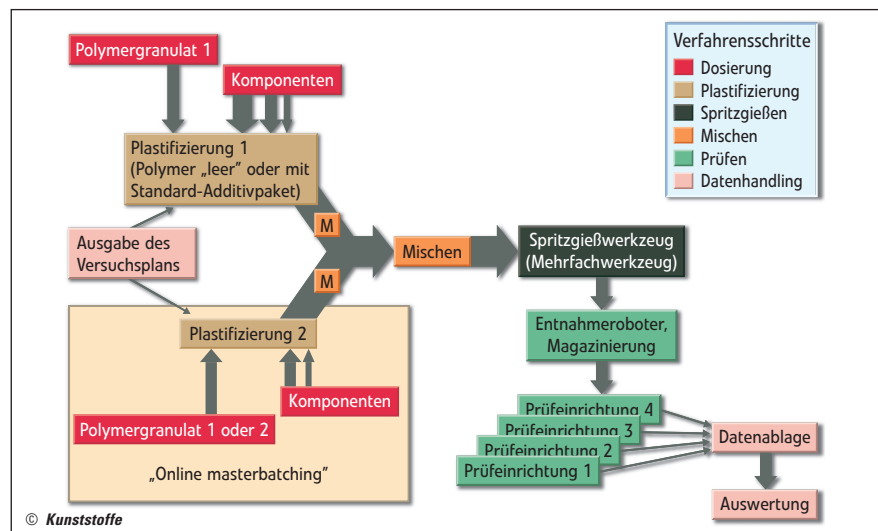 Polymergranulat 1
Komponenten
Plastifizierung 1
(Polymer „leer” oder mit
Standard-Additivpaket)
Ausgabe des
Versuchsplans
M
M
Mischen
Spritzgießwerkzeug
(Mehrfachwerkzeug)
Plastifizierung 2
Komponenten
Polymergranulat 1 oder 2
„Online masterbatching”
Entnahmeroboter,
Magazinierung
Prüfeinrichtung 4
Prüfeinrichtung 3
Prüfeinrichtung 2
Prüfeinrichtung 1
Datenablage
Auswertung
Verfahrensschritte
Dosierung
Plastifizierung
Spritzgießen
Mischen
Prüfen
Datenhandling
© Kunststoffe